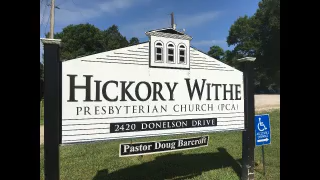 HICKORY WITHE
PRESBYTERIAN CHURCH (PCA)
2420 DONELSON DRIVE
Pastor Doug Barcroft